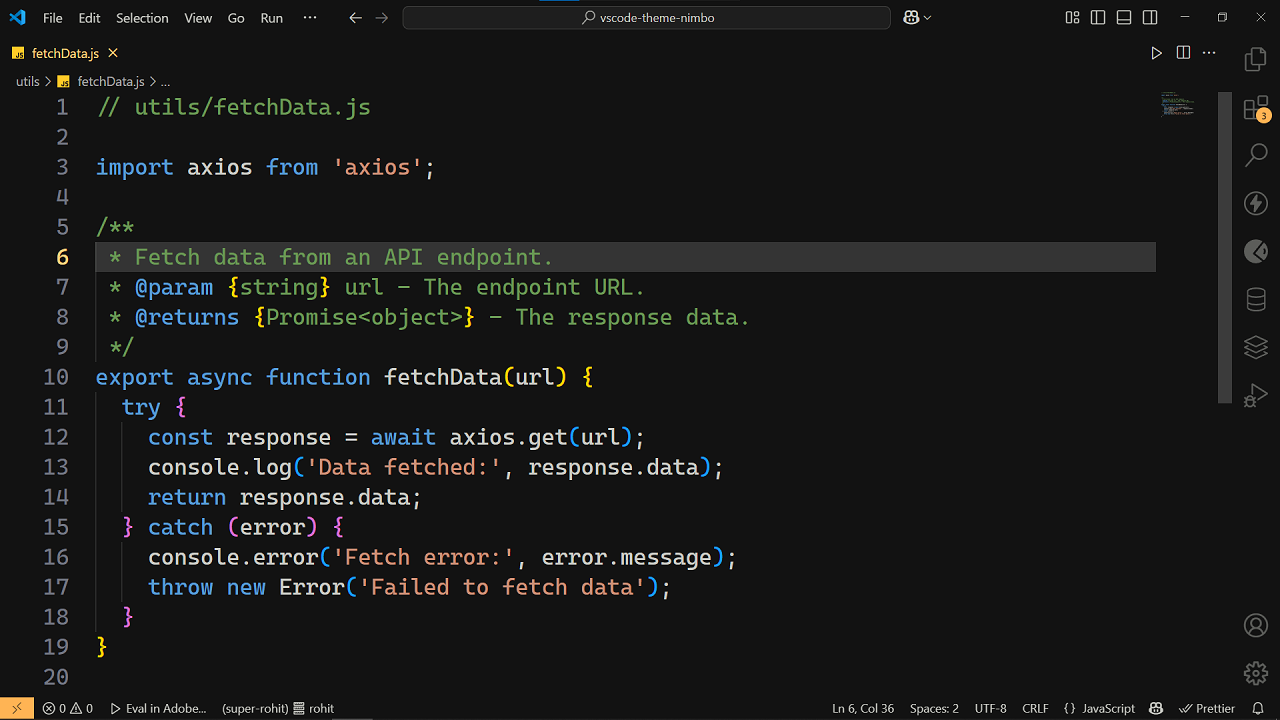 File Edit Selection View Go Run ··· vscode-theme-nimbo
JS fetchData.js
utils > JS fetchData.js > ...
3
1 // utils/fetchData.js
2
3 import axios from 'axios';
4
5 /**
6 * Fetch data from an API endpoint.
7 * @param {string} url - The endpoint URL.
8 * @returns {Promise<object>} - The response data.
9 */
10 export async function fetchData(url) {
11 try {
12 const response = await axios.get(url);
13 console.log('Data fetched:', response.data);
14 return response.data;
15 } catch (error) {
16 console.error('Fetch error:', error.message);
17 throw new Error('Failed to fetch data');
18 }
19 }
20
0 0 Eval in Adobe... (super-rohit) rohit Ln 6, Col 36 Spaces: 2 UTF-8 CRLF {} JavaScript Prettier